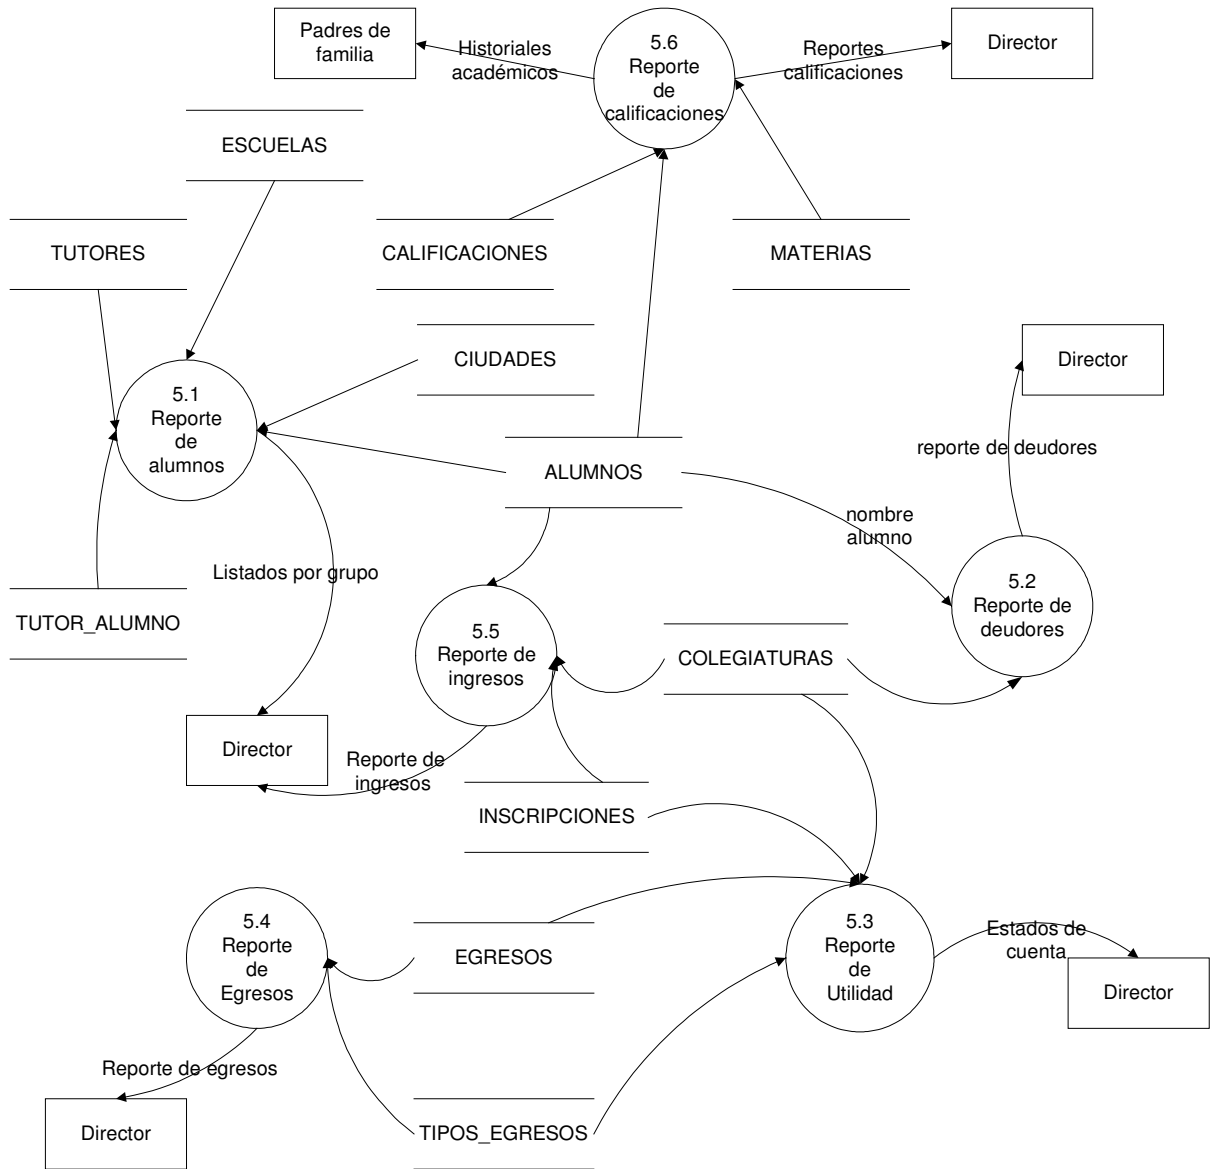 Padres de
familia
Historiales
académicos
5.6
Reporte
de
calificaciones
Reportes
calificaciones
Director
ESCUELAS
TUTORES
CALIFICACIONES
MATERIAS
CIUDADES
Director
5.1
Reporte
de
alumnos
ALUMNOS
reporte de deudores
nombre
alumno
Listados por grupo
5.2
Reporte de
deudores
TUTOR_ALUMNO
5.5
Reporte de
ingresos
COLEGIATURAS
Director
Reporte de
ingresos
INSCRIPCIONES
5.4
Reporte
de
Egresos
EGRESOS
5.3
Reporte
de
Utilidad
Estados de
cuenta
Director
Reporte de egresos
Director
TIPOS_EGRESOS